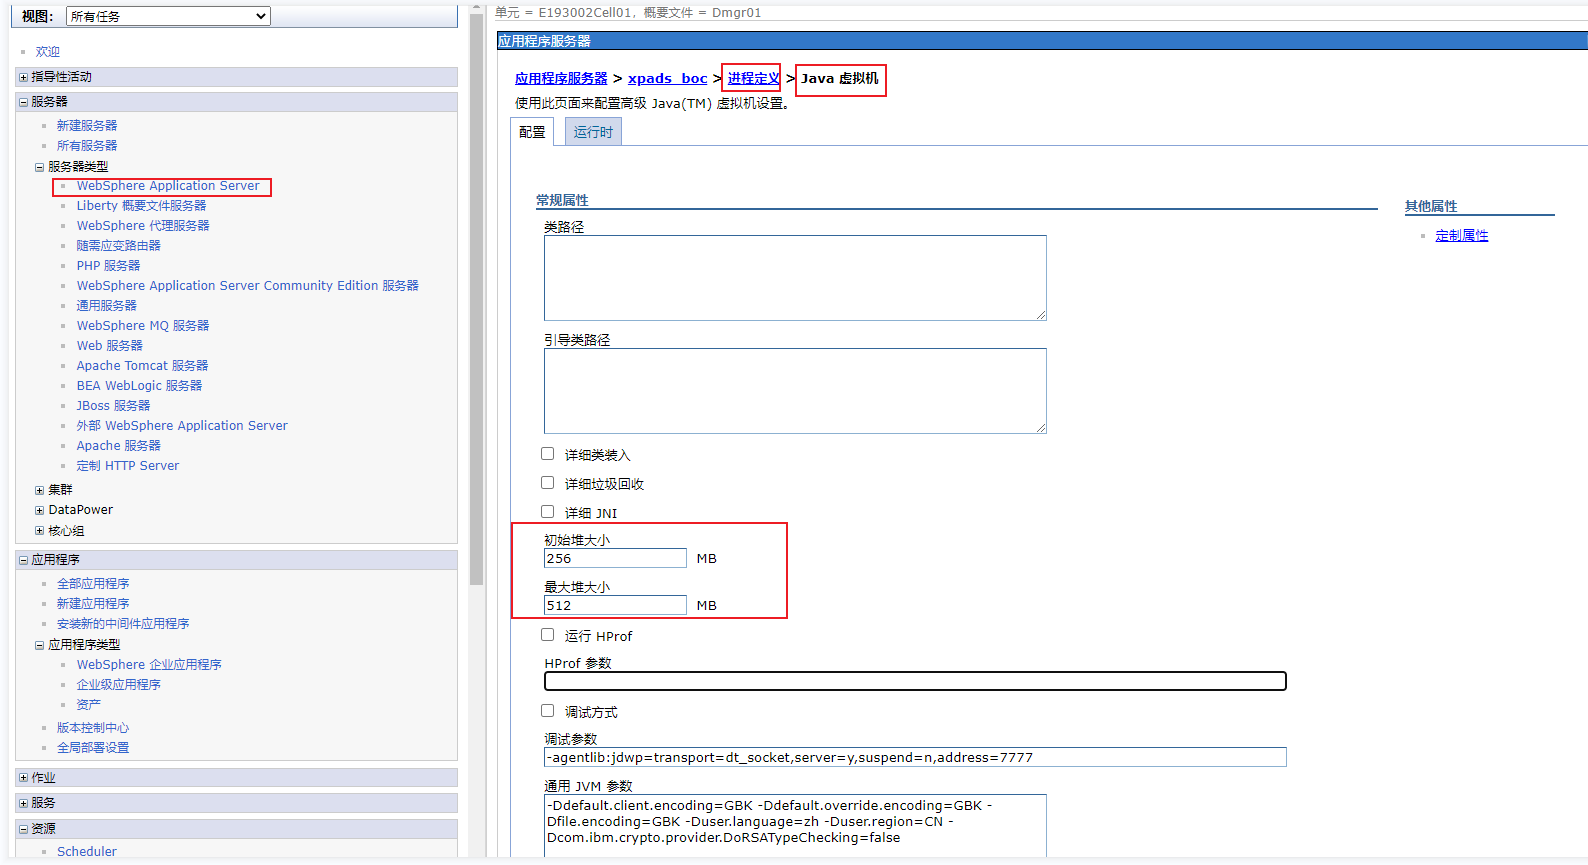 视图： 所有任务
欢迎
指导性活动
服务器
新建服务器
所有服务器
服务器类型
WebSphere Application Server
Liberty 概要文件服务器
WebSphere 代理服务器
随需应变路由器
PHP 服务器
WebSphere Application Server Community Edition 服务器
通用服务器
WebSphere MQ 服务器
Web 服务器
Apache Tomcat 服务器
BEA WebLogic 服务器
JBoss 服务器
外部 WebSphere Application Server
Apache 服务器
定制 HTTP Server
集群
DataPower
核心组
应用程序
全部应用程序
新建应用程序
安装新的中间件应用程序
应用程序类型
WebSphere 企业应用程序
企业级应用程序
资产
版本控制中心
全局部署设置
作业
服务
资源
Scheduler
单元 = E193002Cell01，概要文件 = Dmgr01
应用程序服务器
应用程序服务器 > xpads_boc > 进程定义 > Java 虚拟机
使用此页面来配置高级 Java(TM) 虚拟机设置。
配置 运行时
常规属性
类路径
引导类路径
详细类装入
详细垃圾回收
详细 JNI
初始堆大小
256 MB
最大堆大小
512 MB
运行 HProf
HProf 参数
调试方式
调试参数
-agentlib:jdwp=transport=dt_socket,server=y,suspend=n,address=7777
通用 JVM 参数
-Ddefault.client.encoding=GBK -Ddefault.override.encoding=GBK -
Dfile.encoding=GBK -Duser.language=zh -Duser.region=CN -
Dcom.ibm.crypto.provider.DoRSATypeChecking=false
其他属性
定制属性